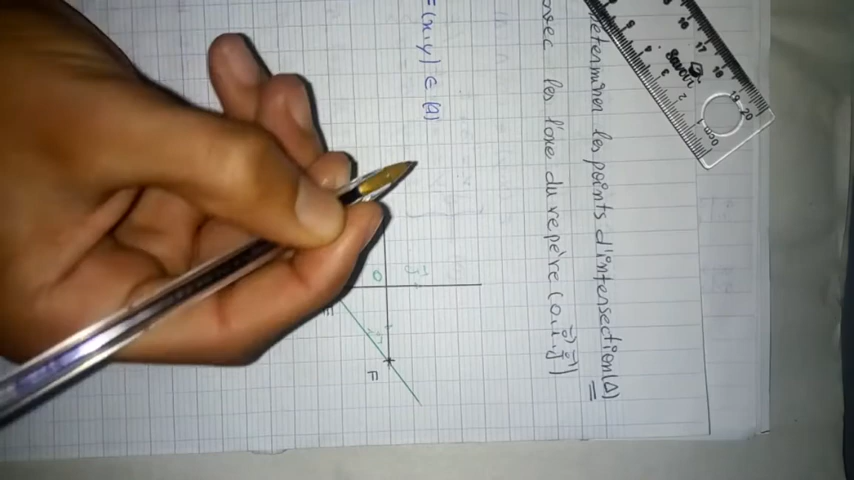 déterminer les points d'intersection (Δ)
avec les l'axe du repère (o, i⃗, j⃗)
(x, y) ∈ (Δ)
O
j⃗
F
E